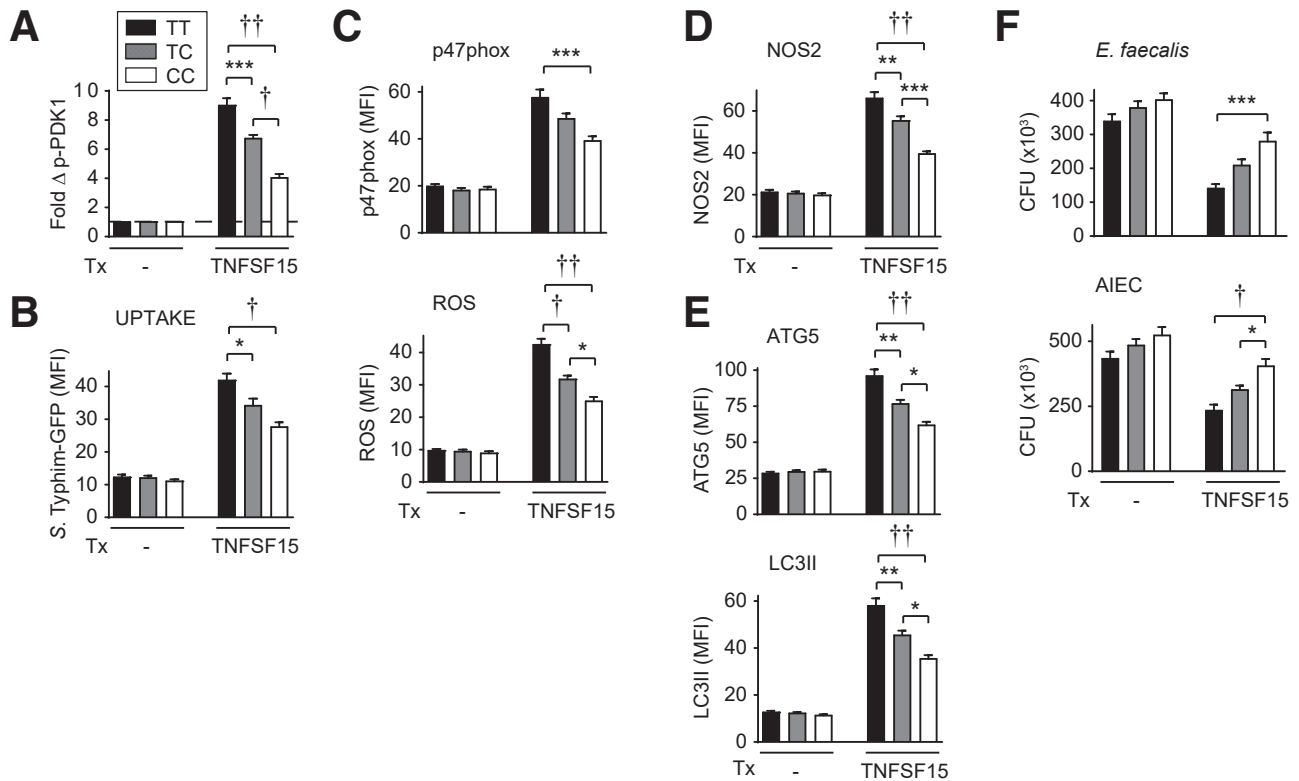 A
TT
TC
CC
††
***
†
Fold Δ p-PDK1
10
8
6
4
2
0
Tx - TNFSF15
B
UPTAKE
†
*
S. Typhim-GFP (MFI)
40
30
20
10
0
Tx - TNFSF15
C
p47phox
***
p47phox (MFI)
60
40
20
0
ROS
††
†
*
ROS (MFI)
40
30
20
10
0
Tx - TNFSF15
D
NOS2
††
**
***
NOS2 (MFI)
60
40
20
0
Tx - TNFSF15
E
ATG5
††
**
*
ATG5 (MFI)
100
75
50
25
0
LC3II
††
**
*
LC3II (MFI)
60
40
20
0
Tx - TNFSF15
F
E. faecalis
***
CFU (x10³)
400
300
200
100
0
AIEC
†
*
CFU (x10³)
500
250
0
Tx - TNFSF15